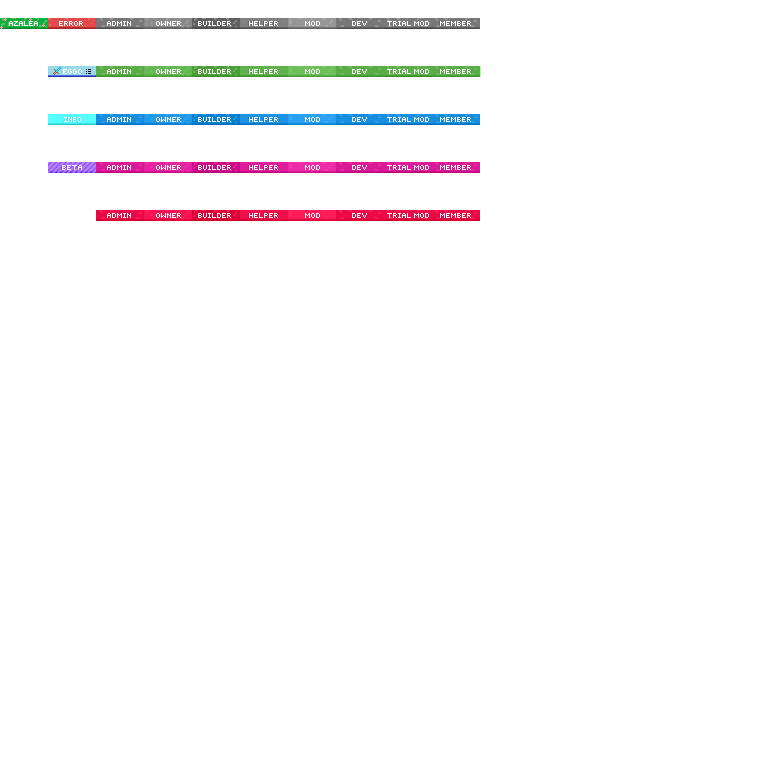 AZALEA ERROR ADMIN OWNER BUILDER HELPER MOD DEV TRIAL MOD MEMBER
EGGO ADMIN OWNER BUILDER HELPER MOD DEV TRIAL MOD MEMBER
INFO ADMIN OWNER BUILDER HELPER MOD DEV TRIAL MOD MEMBER
BETA ADMIN OWNER BUILDER HELPER MOD DEV TRIAL MOD MEMBER
ADMIN OWNER BUILDER HELPER MOD DEV TRIAL MOD MEMBER